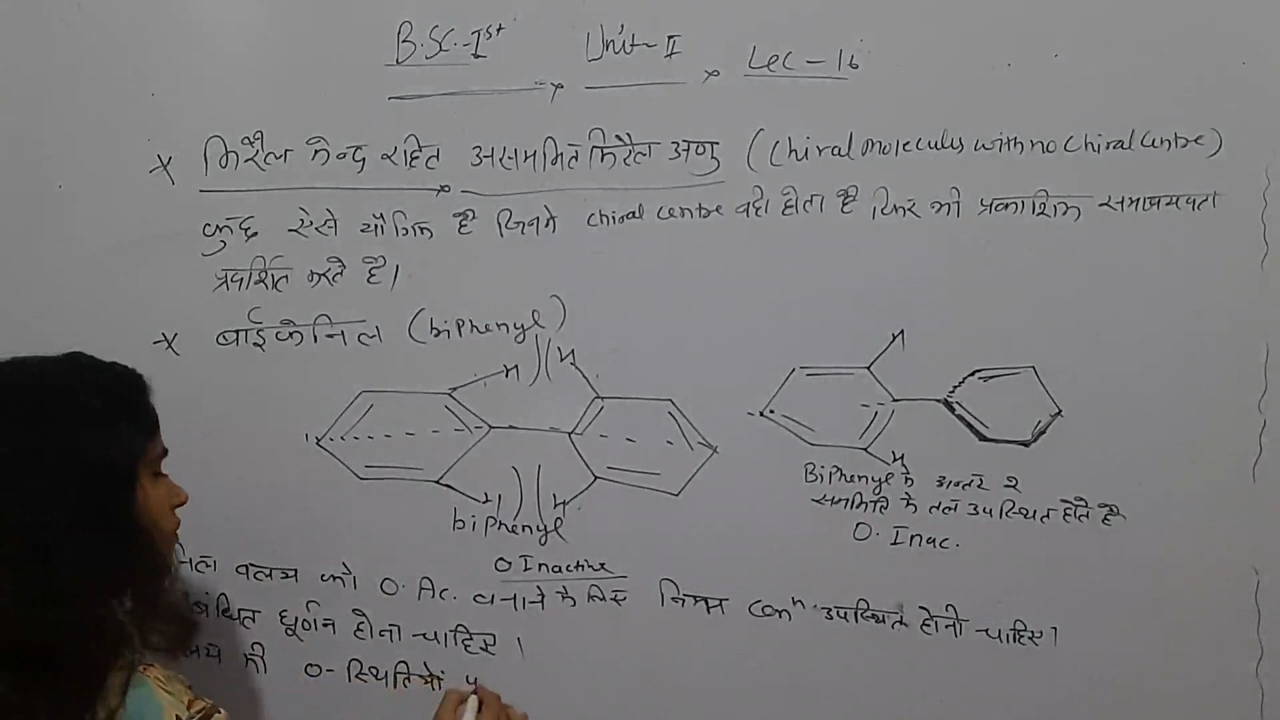 B.SC.-Ist Unit-II Lec-16
किरैल केन्द्र रहित असममित किरैल अणु (Chiral moleculus with no Chiral Centre)
कुछ ऐसे यौगिक है जिनमे chiral centre नही होता है फिर भी प्रकाशिक समावयवता
प्रदर्शित करते है।
बाइफेनिल (biphenyl)
H H
H
H H
H
biphenyl
O Inactive
BiPhenyl के अन्दर 2
सममिति के तल उपस्थित होते है
O. Inac.
वलय को O. Ac. बनाने के लिए निम्न conⁿ. उपस्थित होनी चाहिए।
घूर्णन होना चाहिए।
की o-स्थितियों